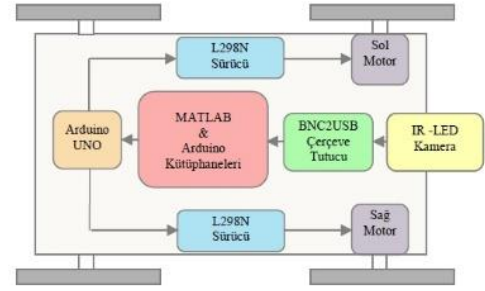 L298N
Sürücü
Sol
Motor
Arduino
UNO
MATLAB
&
Arduino
Kütüphaneleri
BNC2USB
Çerçeve
Tutucu
IR -LED
Kamera
L298N
Sürücü
Sağ
Motor